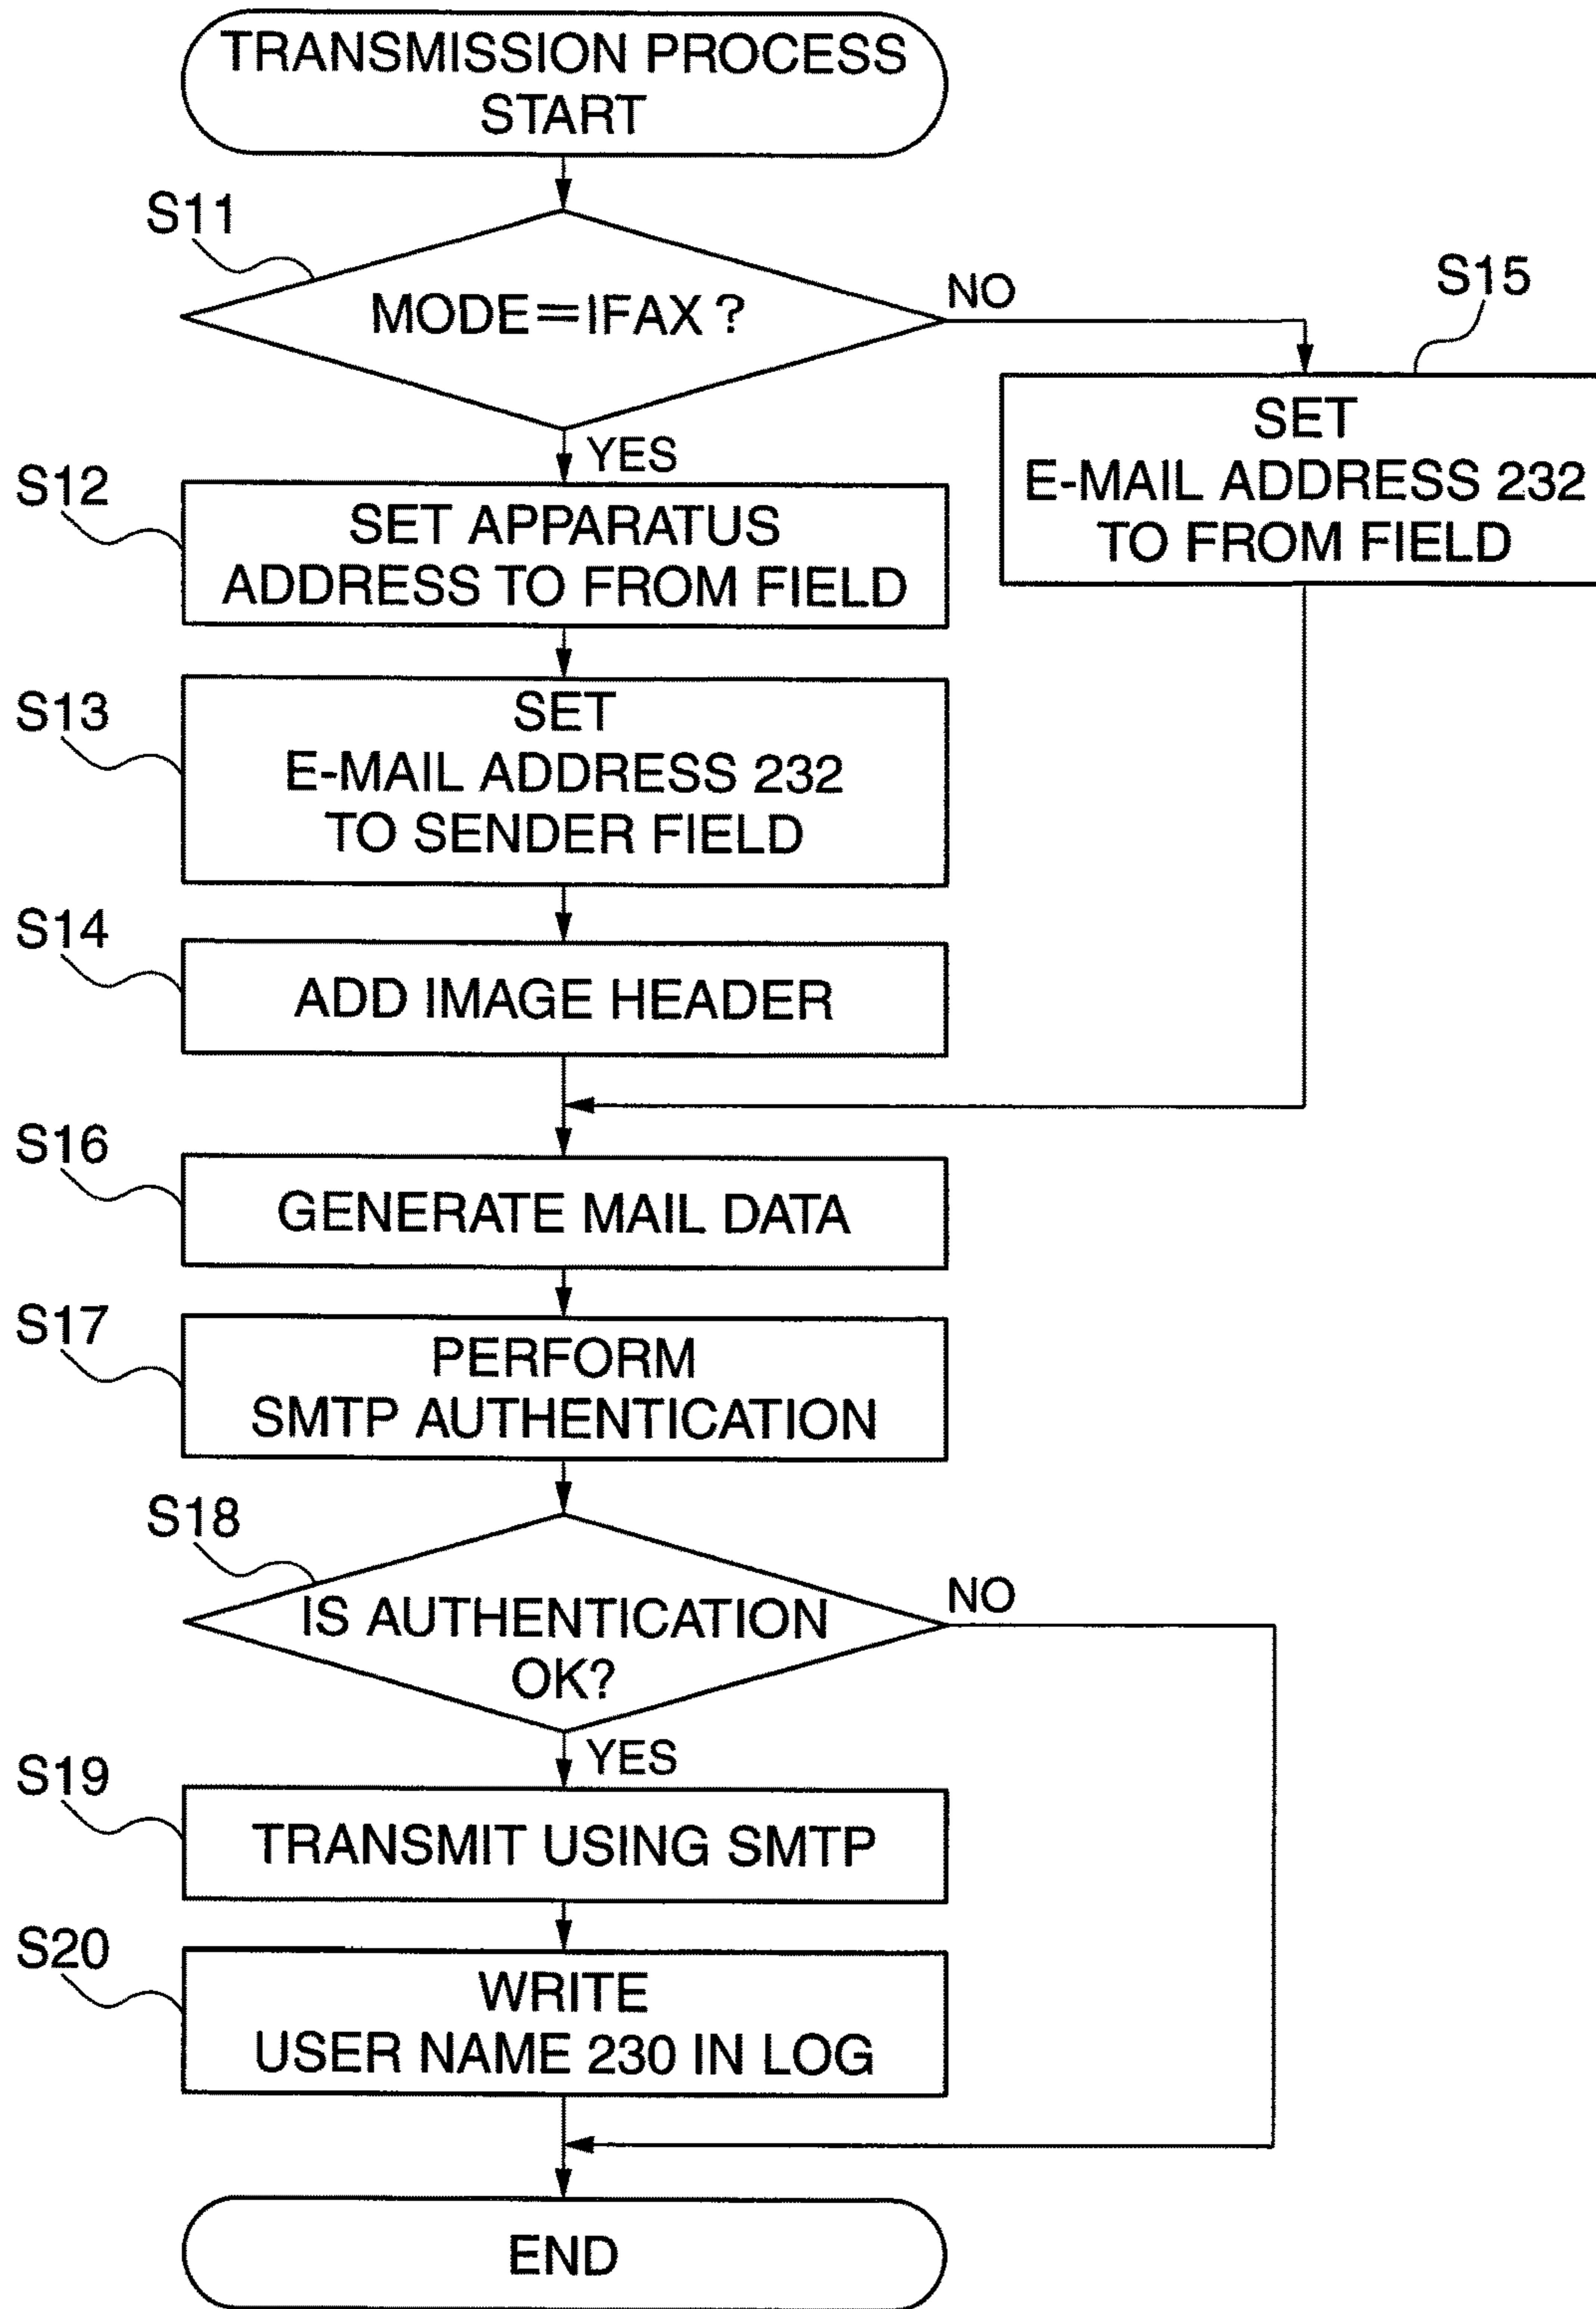 TRANSMISSION PROCESS
START
S11
MODE=IFAX ?
NO
YES
S15
SET
E-MAIL ADDRESS 232
TO FROM FIELD
S12
SET APPARATUS
ADDRESS TO FROM FIELD
S13
SET
E-MAIL ADDRESS 232
TO SENDER FIELD
S14
ADD IMAGE HEADER
S16
GENERATE MAIL DATA
S17
PERFORM
SMTP AUTHENTICATION
S18
IS AUTHENTICATION
OK?
NO
YES
S19
TRANSMIT USING SMTP
S20
WRITE
USER NAME 230 IN LOG
END